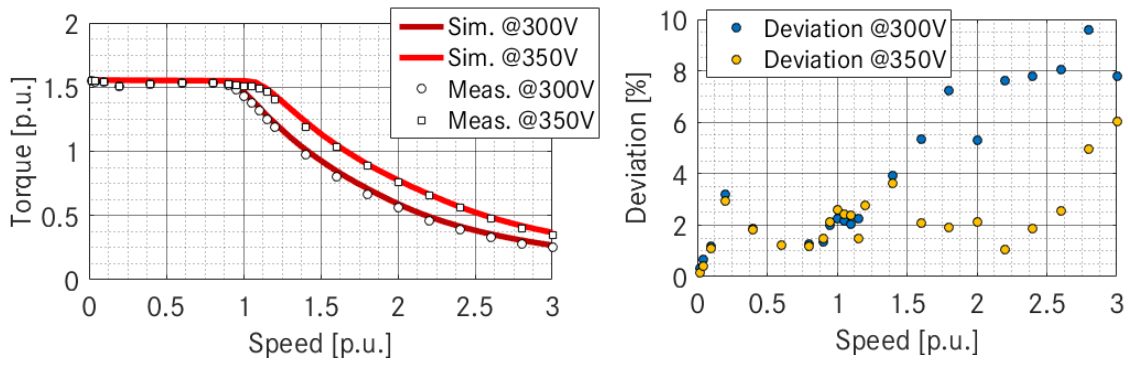 2
1.5
1
0.5
0
Torque [p.u.]
0 0.5 1 1.5 2 2.5 3
Speed [p.u.]
Sim. @300V
Sim. @350V
Meas. @300V
Meas. @350V
10
8
6
4
2
0
Deviation [%]
0.5 1 1.5 2 2.5 3
Speed [p.u.]
Deviation @300V
Deviation @350V